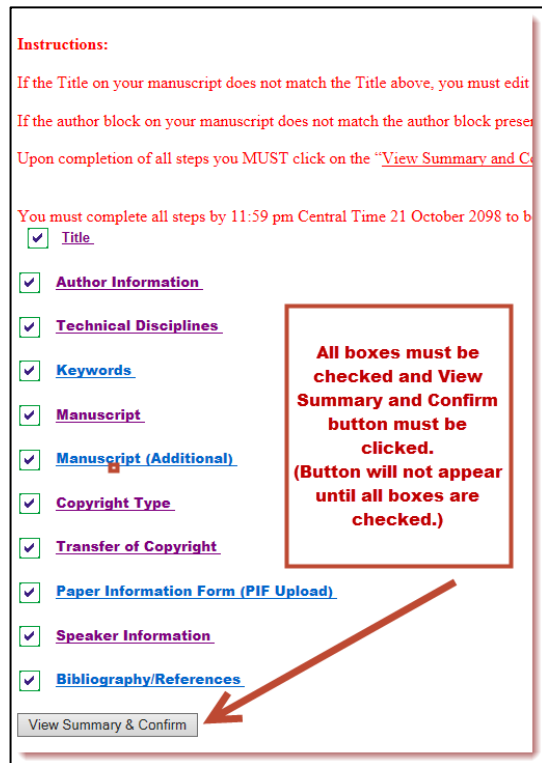 Instructions:
If the Title on your manuscript does not match the Title above, you must edit
If the author block on your manuscript does not match the author block
Upon completion of all steps you MUST click on the “View Summary and
You must complete all steps by 11:59 pm Central Time 21 October 2098 to
Title
Author Information
Technical Disciplines
Keywords
Manuscript
Manuscript (Additional)
Copyright Type
Transfer of Copyright
Paper Information Form (PIF Upload)
Speaker Information
Bibliography/References
View Summary & Confirm
All boxes must be
checked and View
Summary and Confirm
button must be
clicked.
(Button will not appear
until all boxes are
checked.)